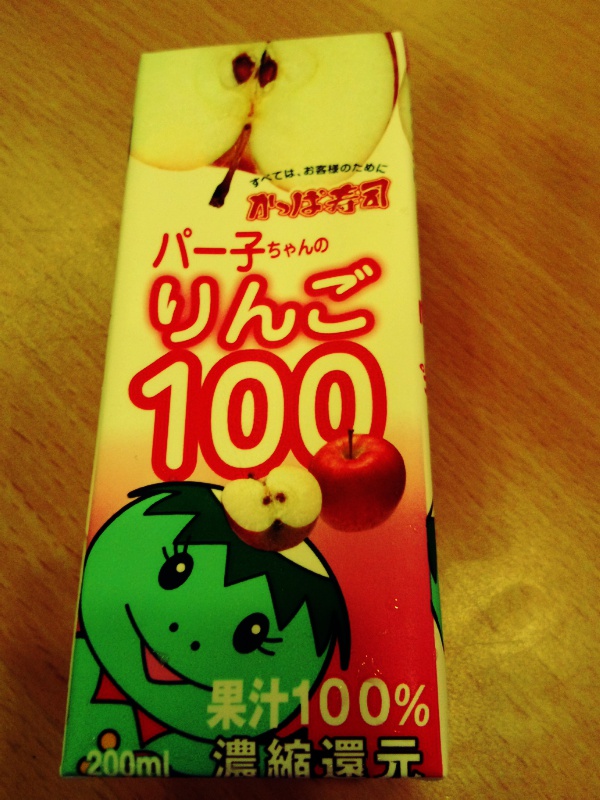 すべては、お客様のために
かっぱ寿司
パー子ちゃんの
りんご
100
果汁100%
200ml 濃縮還元